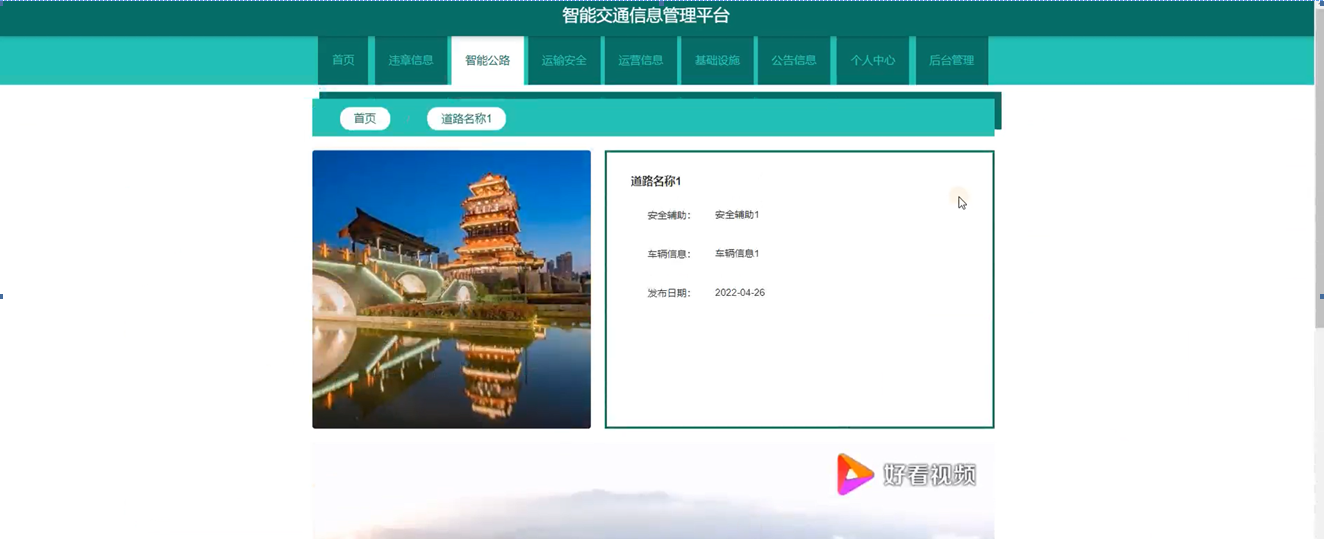 智能交通信息管理平台
首页 违章信息 智能公路 运输安全 运营信息 基础设施 公告信息 个人中心 后台管理
首页 道路名称1
道路名称1
安全辅助： 安全辅助1
车辆信息： 车辆信息1
发布日期： 2022-04-26
好看视频